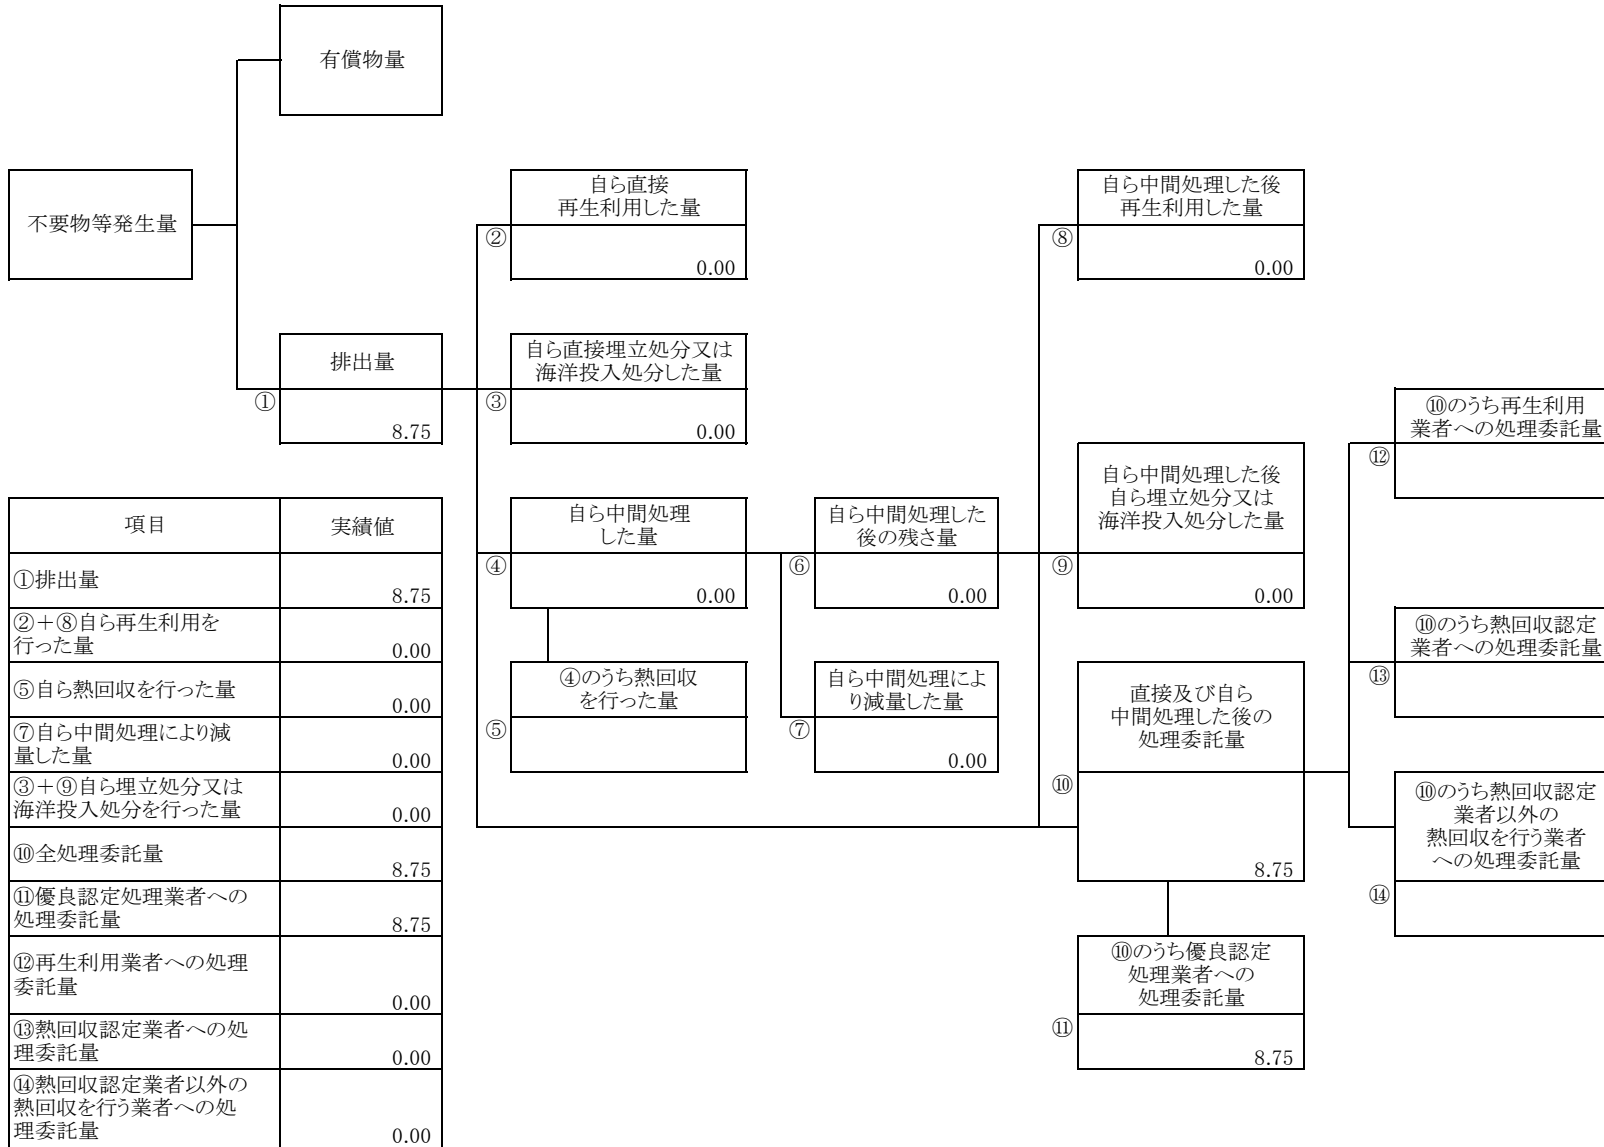 有償物量
不要物等発生量
自ら直接
再生利用した量
②
0.00
自ら中間処理した後
再生利用した量
⑧
0.00
排出量
①
8.75
自ら直接埋立処分又は
海洋投入処分した量
③
0.00
⑩のうち再生利用
業者への処理委託量
⑫
自ら中間処理した後
自ら埋立処分又は
海洋投入処分した量
⑨
0.00
自ら中間処理
した量
④
0.00
自ら中間処理した
後の残さ量
⑥
0.00
⑩のうち熱回収認定
業者への処理委託量
⑬
④のうち熱回収
を行った量
⑤
自ら中間処理によ
り減量した量
⑦
0.00
直接及び自ら
中間処理した後の
処理委託量
⑩
8.75
⑩のうち熱回収認定
業者以外の
熱回収を行う業者
への処理委託量
⑭
⑩のうち優良認定
処理業者への
処理委託量
⑪
8.75
項目 実績値
①排出量 8.75
②＋⑧自ら再生利用を
行った量 0.00
⑤自ら熱回収を行った量 0.00
⑦自ら中間処理により減
量した量 0.00
③＋⑨自ら埋立処分又は
海洋投入処分を行った量 0.00
⑩全処理委託量 8.75
⑪優良認定処理業者への
処理委託量 8.75
⑫再生利用業者への処理
委託量 0.00
⑬熱回収認定業者への処
理委託量 0.00
⑭熱回収認定業者以外の
熱回収を行う業者への処
理委託量 0.00